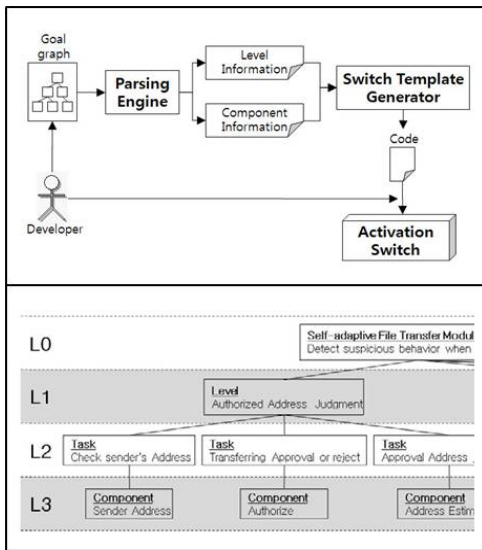 Goal
graph
Parsing
Engine
Level
Information
Component
Information
Switch Template
Generator
Code
Developer
Activation
Switch
L0
Self-adaptive File Transfer Modul
Detect suspicious behavior when
L1
Level
Authorized Address Judgment
L2
Task
Check sender's Address
Task
Transferring Approval or reject
Task
Approval Address
L3
Component
Sender Address
Component
Authorize
Component
Address Estim